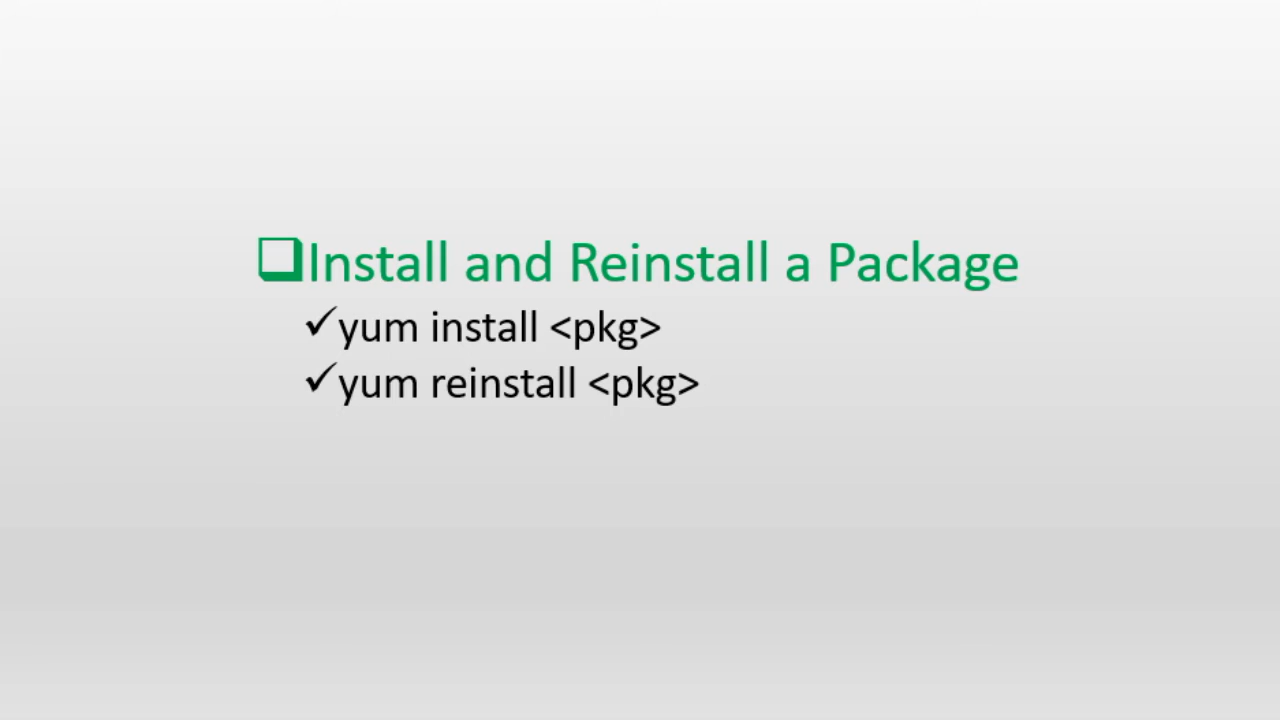 ❑Install and Reinstall a Package
✓yum install <pkg>
✓yum reinstall <pkg>